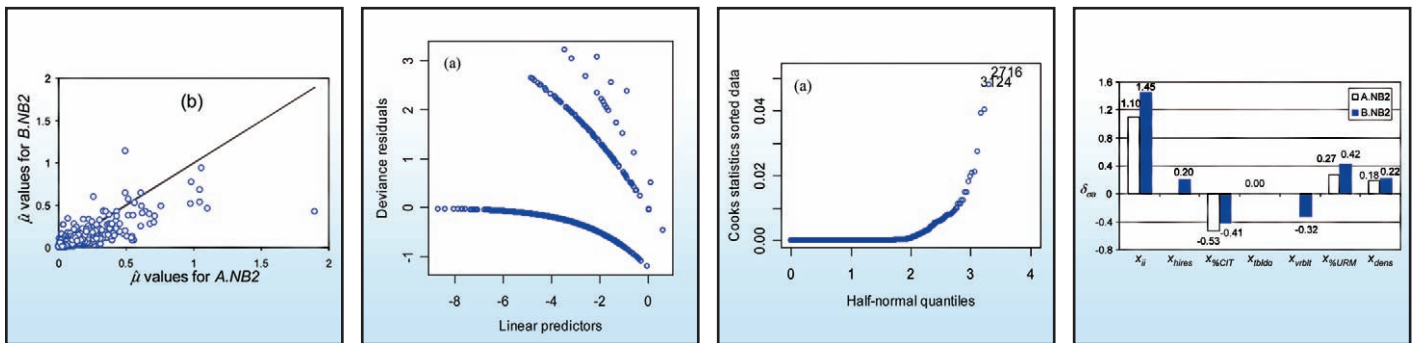 (b)
2
1.5
1
0.5
0
0
0.5
1
1.5
2
μ̂ values for B.NB2
μ̂ values for A.NB2
(a)
3
2
1
0
-1
-8
-6
-4
-2
0
Deviance residuals
Linear predictors
(a)
2716
3124
0.04
0.02
0.00
0
1
2
3
4
Cooks statistics sorted data
Half-normal quantiles
1.6
1.2
0.8
0.4
0
-0.4
-0.8
A.NB2
B.NB2
1.10
1.45
0.20
-0.53
-0.41
0.00
-0.32
0.27
0.42
0.18
0.22
x_ii
x_hires
x_%CIT
x_tblda
x_vrblt
x_%URM
x_dens